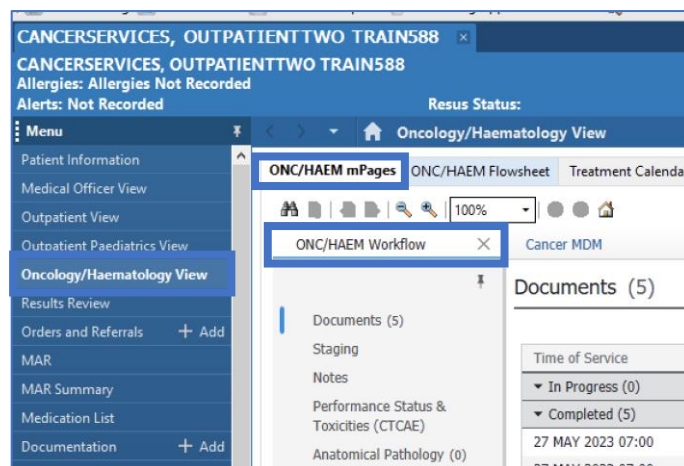 CANCERSERVICES, OUTPATIENTTWO TRAIN588
CANCERSERVICES, OUTPATIENTTWO TRAIN588
Allergies: Allergies Not Recorded
Alerts: Not Recorded
Resus Status:
Menu
Oncology/Haematology View
Patient Information
Medical Officer View
Outpatient View
Outpatient Paediatrics View
Oncology/Haematology View
Results Review
Orders and Referrals + Add
MAR
MAR Summary
Medication List
Documentation + Add
ONC/HAEM mPages ONC/HAEM Flowsheet Treatment Calenda
100%
ONC/HAEM Workflow Cancer MDM
Documents (5)
Staging
Notes
Performance Status &
Toxicities (CTCAE)
Anatomical Pathology (0)
Documents (5)
Time of Service
In Progress (0)
Completed (5)
27 MAY 2023 07:00